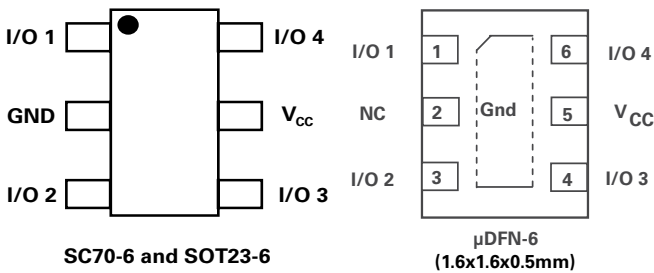 I/O 1
I/O 4
GND
VCC
I/O 2
I/O 3
SC70-6 and SOT23-6
I/O 1
1
6
I/O 4
NC
2
Gnd
5
VCC
I/O 2
3
4
I/O 3
µDFN-6
(1.6x1.6x0.5mm)